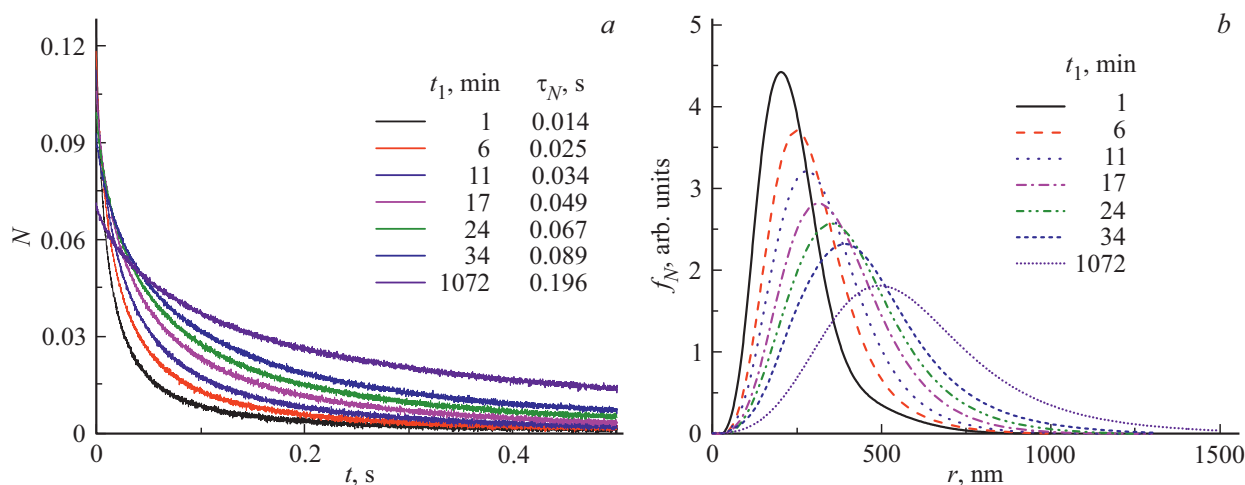 a
0.12
0.09
0.06
0.03
0
N
t1, min τN, s
1 0.014
6 0.025
11 0.034
17 0.049
24 0.067
34 0.089
1072 0.196
0 0.2 0.4
t, s
b
5
4
3
2
1
0
fN, arb. units
t1, min
1
6
11
17
24
34
1072
0 250 500 1000 1500
r, nm